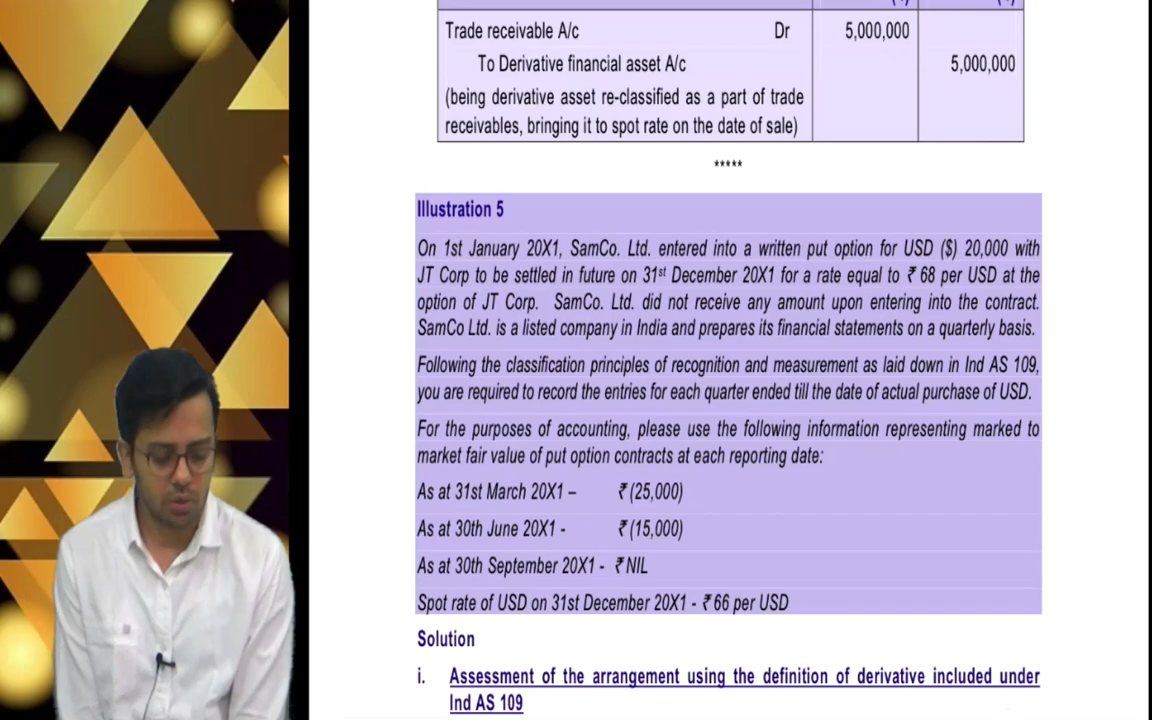 Trade receivable A/c Dr 5,000,000
To Derivative financial asset A/c 5,000,000
(being derivative asset re-classified as a part of trade
receivables, bringing it to spot rate on the date of sale)
*****
Illustration 5
On 1st January 20X1, SamCo. Ltd. entered into a written put option for USD ($) 20,000 with
JT Corp to be settled in future on 31st December 20X1 for a rate equal to ₹ 68 per USD at the
option of JT Corp. SamCo. Ltd. did not receive any amount upon entering into the contract.
SamCo Ltd. is a listed company in India and prepares its financial statements on a quarterly basis.
Following the classification principles of recognition and measurement as laid down in Ind AS 109,
you are required to record the entries for each quarter ended till the date of actual purchase of USD.
For the purposes of accounting, please use the following information representing marked to
market fair value of put option contracts at each reporting date:
As at 31st March 20X1 – ₹ (25,000)
As at 30th June 20X1 - ₹ (15,000)
As at 30th September 20X1 - ₹ NIL
Spot rate of USD on 31st December 20X1 - ₹ 66 per USD
Solution
i. Assessment of the arrangement using the definition of derivative included under
Ind AS 109